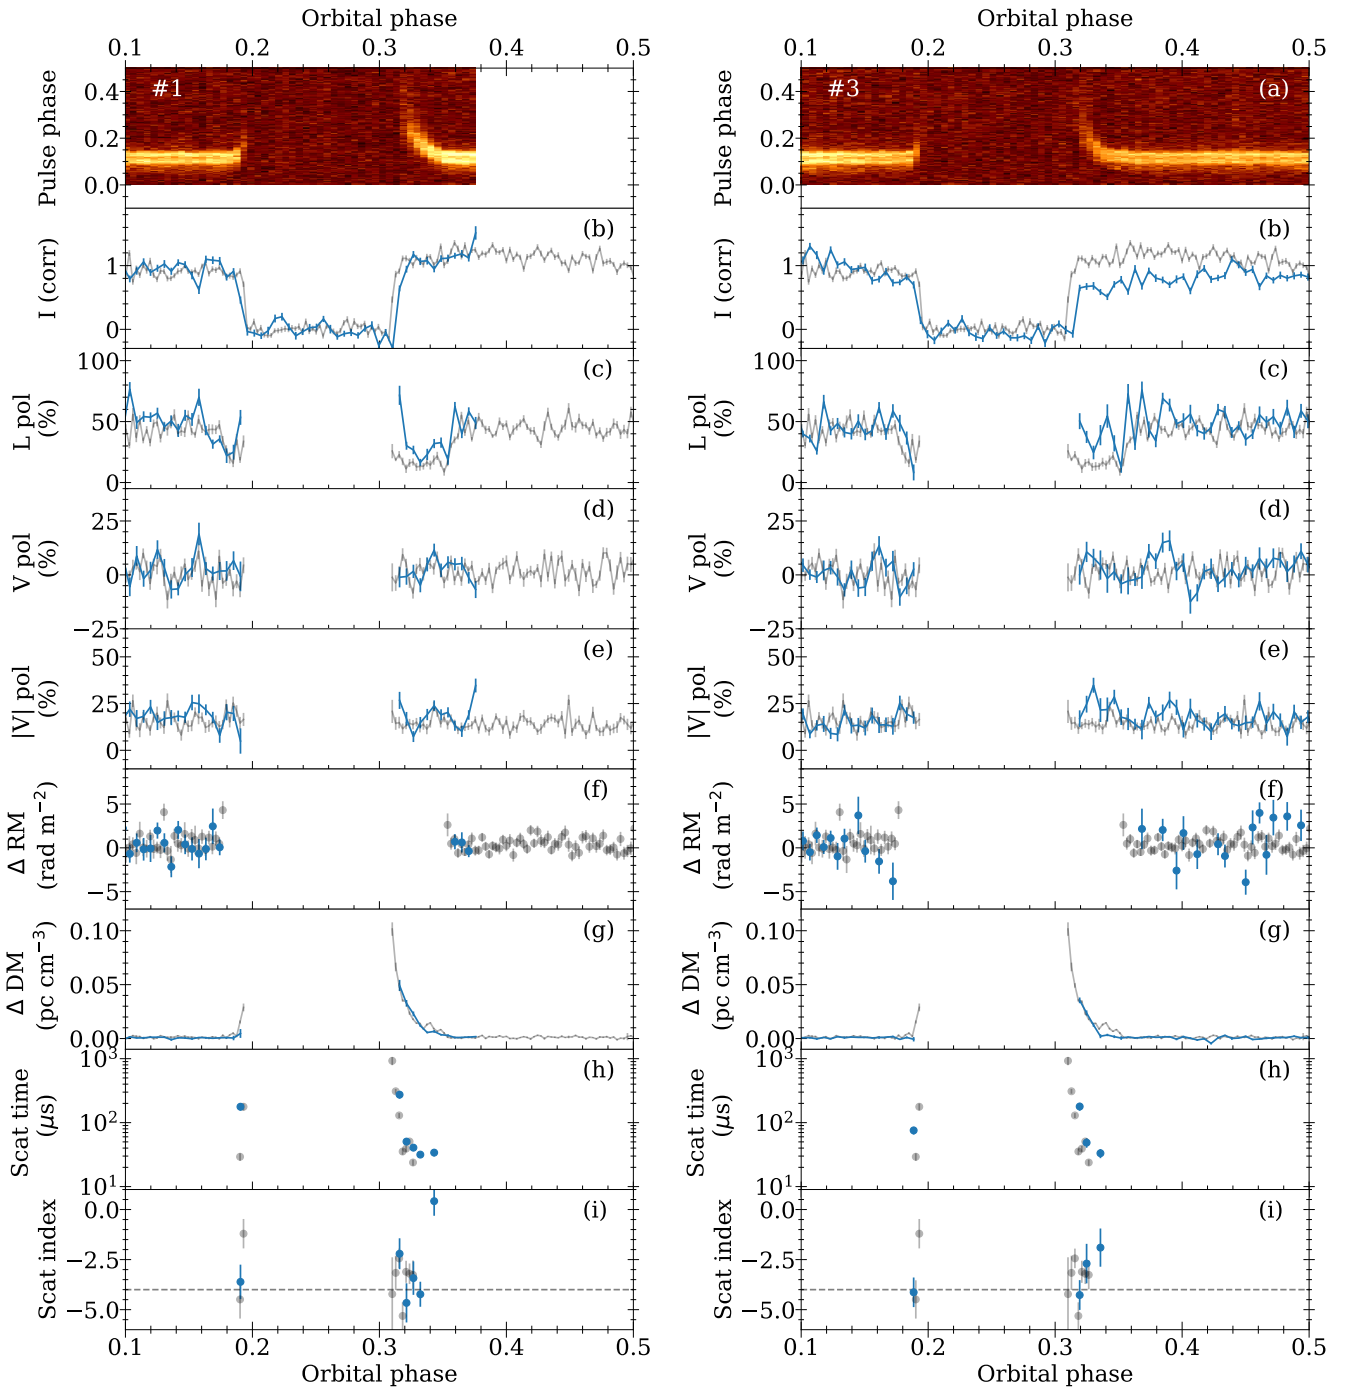 Orbital phase
0.1 0.2 0.3 0.4 0.5
Pulse phase
0.4
0.2
0.0
#1
I (corr)
1
0
(b)
L pol
(%)
100
50
0
(c)
V pol
(%)
25
0
−25
(d)
|V| pol
(%)
50
25
0
(e)
Δ RM
(rad m⁻²)
5
0
−5
(f)
Δ DM
(pc cm⁻³)
0.10
0.05
0.00
(g)
Scat time
(μs)
10³
10²
10¹
(h)
Scat index
0.0
−2.5
−5.0
(i)
0.1 0.2 0.3 0.4 0.5
Orbital phase
Orbital phase
0.1 0.2 0.3 0.4 0.5
Pulse phase
0.4
0.2
0.0
#3
(a)
I (corr)
1
0
(b)
L pol
(%)
100
50
0
(c)
V pol
(%)
25
0
−25
(d)
|V| pol
(%)
50
25
0
(e)
Δ RM
(rad m⁻²)
5
0
−5
(f)
Δ DM
(pc cm⁻³)
0.10
0.05
0.00
(g)
Scat time
(μs)
10³
10²
10¹
(h)
Scat index
0.0
−2.5
−5.0
(i)
0.1 0.2 0.3 0.4 0.5
Orbital phase